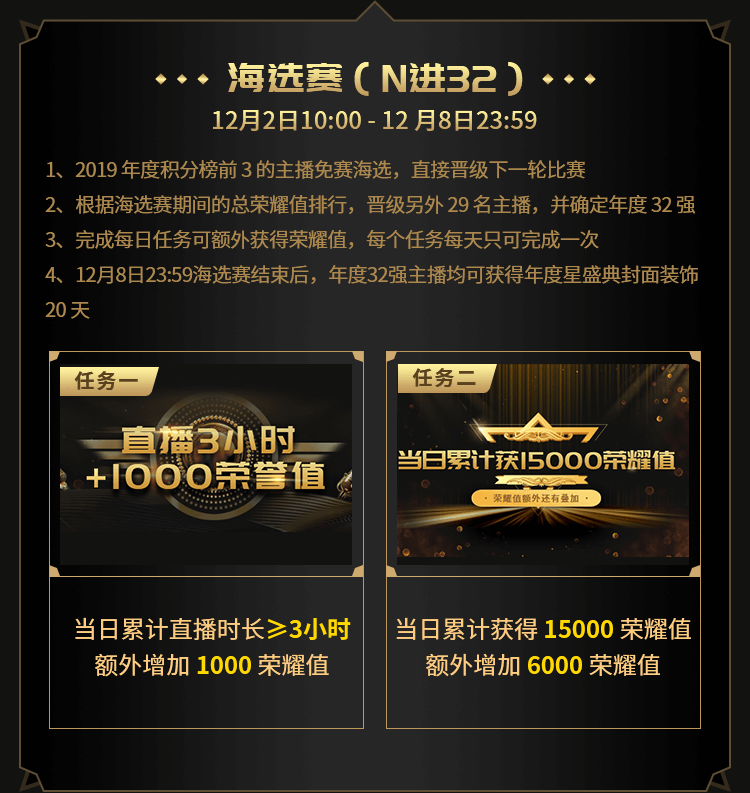 海选赛（N进32）
12月2日10:00 - 12 月8日23:59
1、2019 年度积分榜前 3 的主播免赛海选，直接晋级下一轮比赛
2、根据海选赛期间的总荣耀值排行，晋级另外 29 名主播，并确定年度 32 强
3、完成每日任务可额外获得荣耀值，每个任务每天只可完成一次
4、12月8日23:59海选赛结束后，年度32强主播均可获得年度星盛典封面装饰
20 天
任务一
直播3小时
+1000荣誉值
当日累计直播时长≥3小时
额外增加 1000 荣耀值
任务二
当日累计获15000荣耀值
荣耀值额外还有叠加
当日累计获得 15000 荣耀值
额外增加 6000 荣耀值